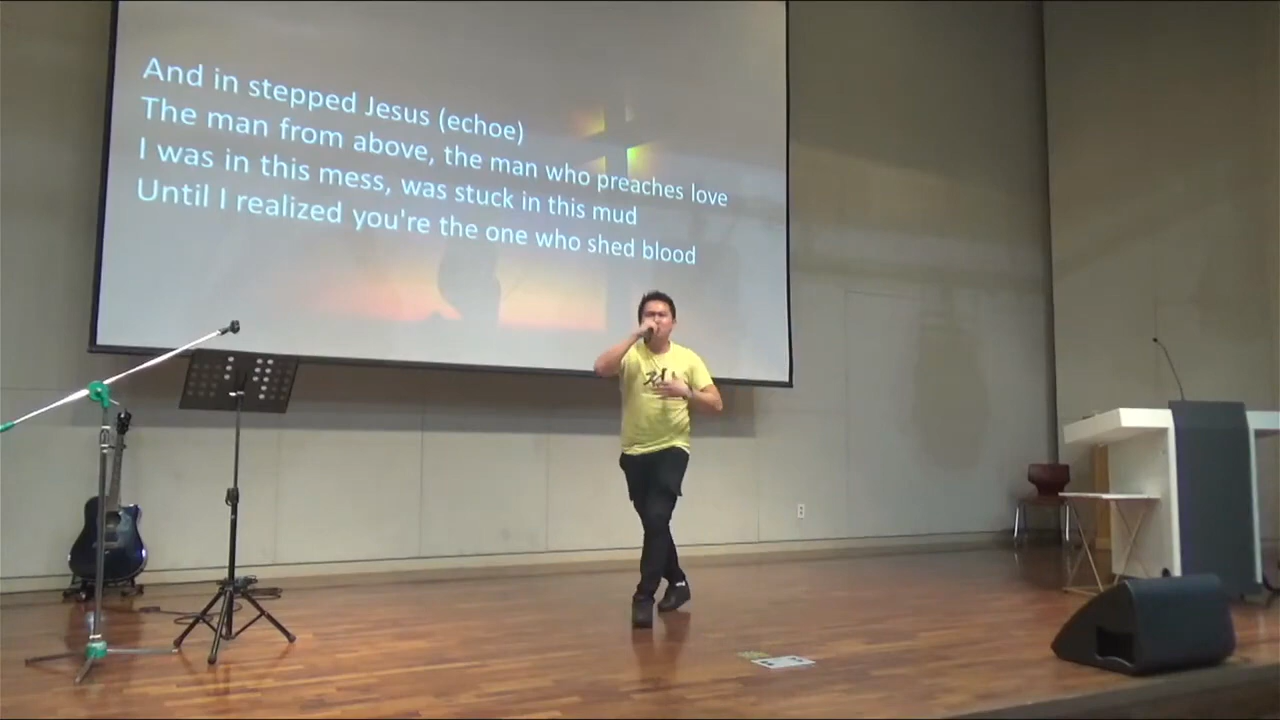 And in stepped Jesus (echoe)
The man from above, the man who preaches love
I was in this mess, was stuck in this mud
Until I realized you're the one who shed blood